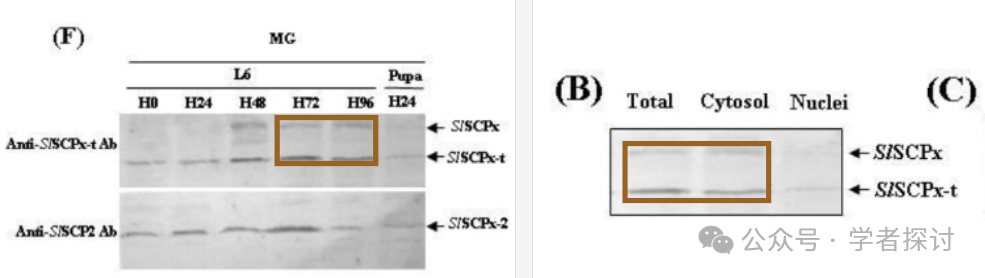 (F)
MG
L6
Pupa
H0 H24 H48 H72 H96 H24
Anti-SlSCPx-t Ab
SlSCPx
SlSCPx-t
Anti-SlSCP2 Ab
SlSCPx-2
(B)
Total Cytosol Nuclei
SlSCPx
SlSCPx-t
(C)
公众号 · 学者探讨